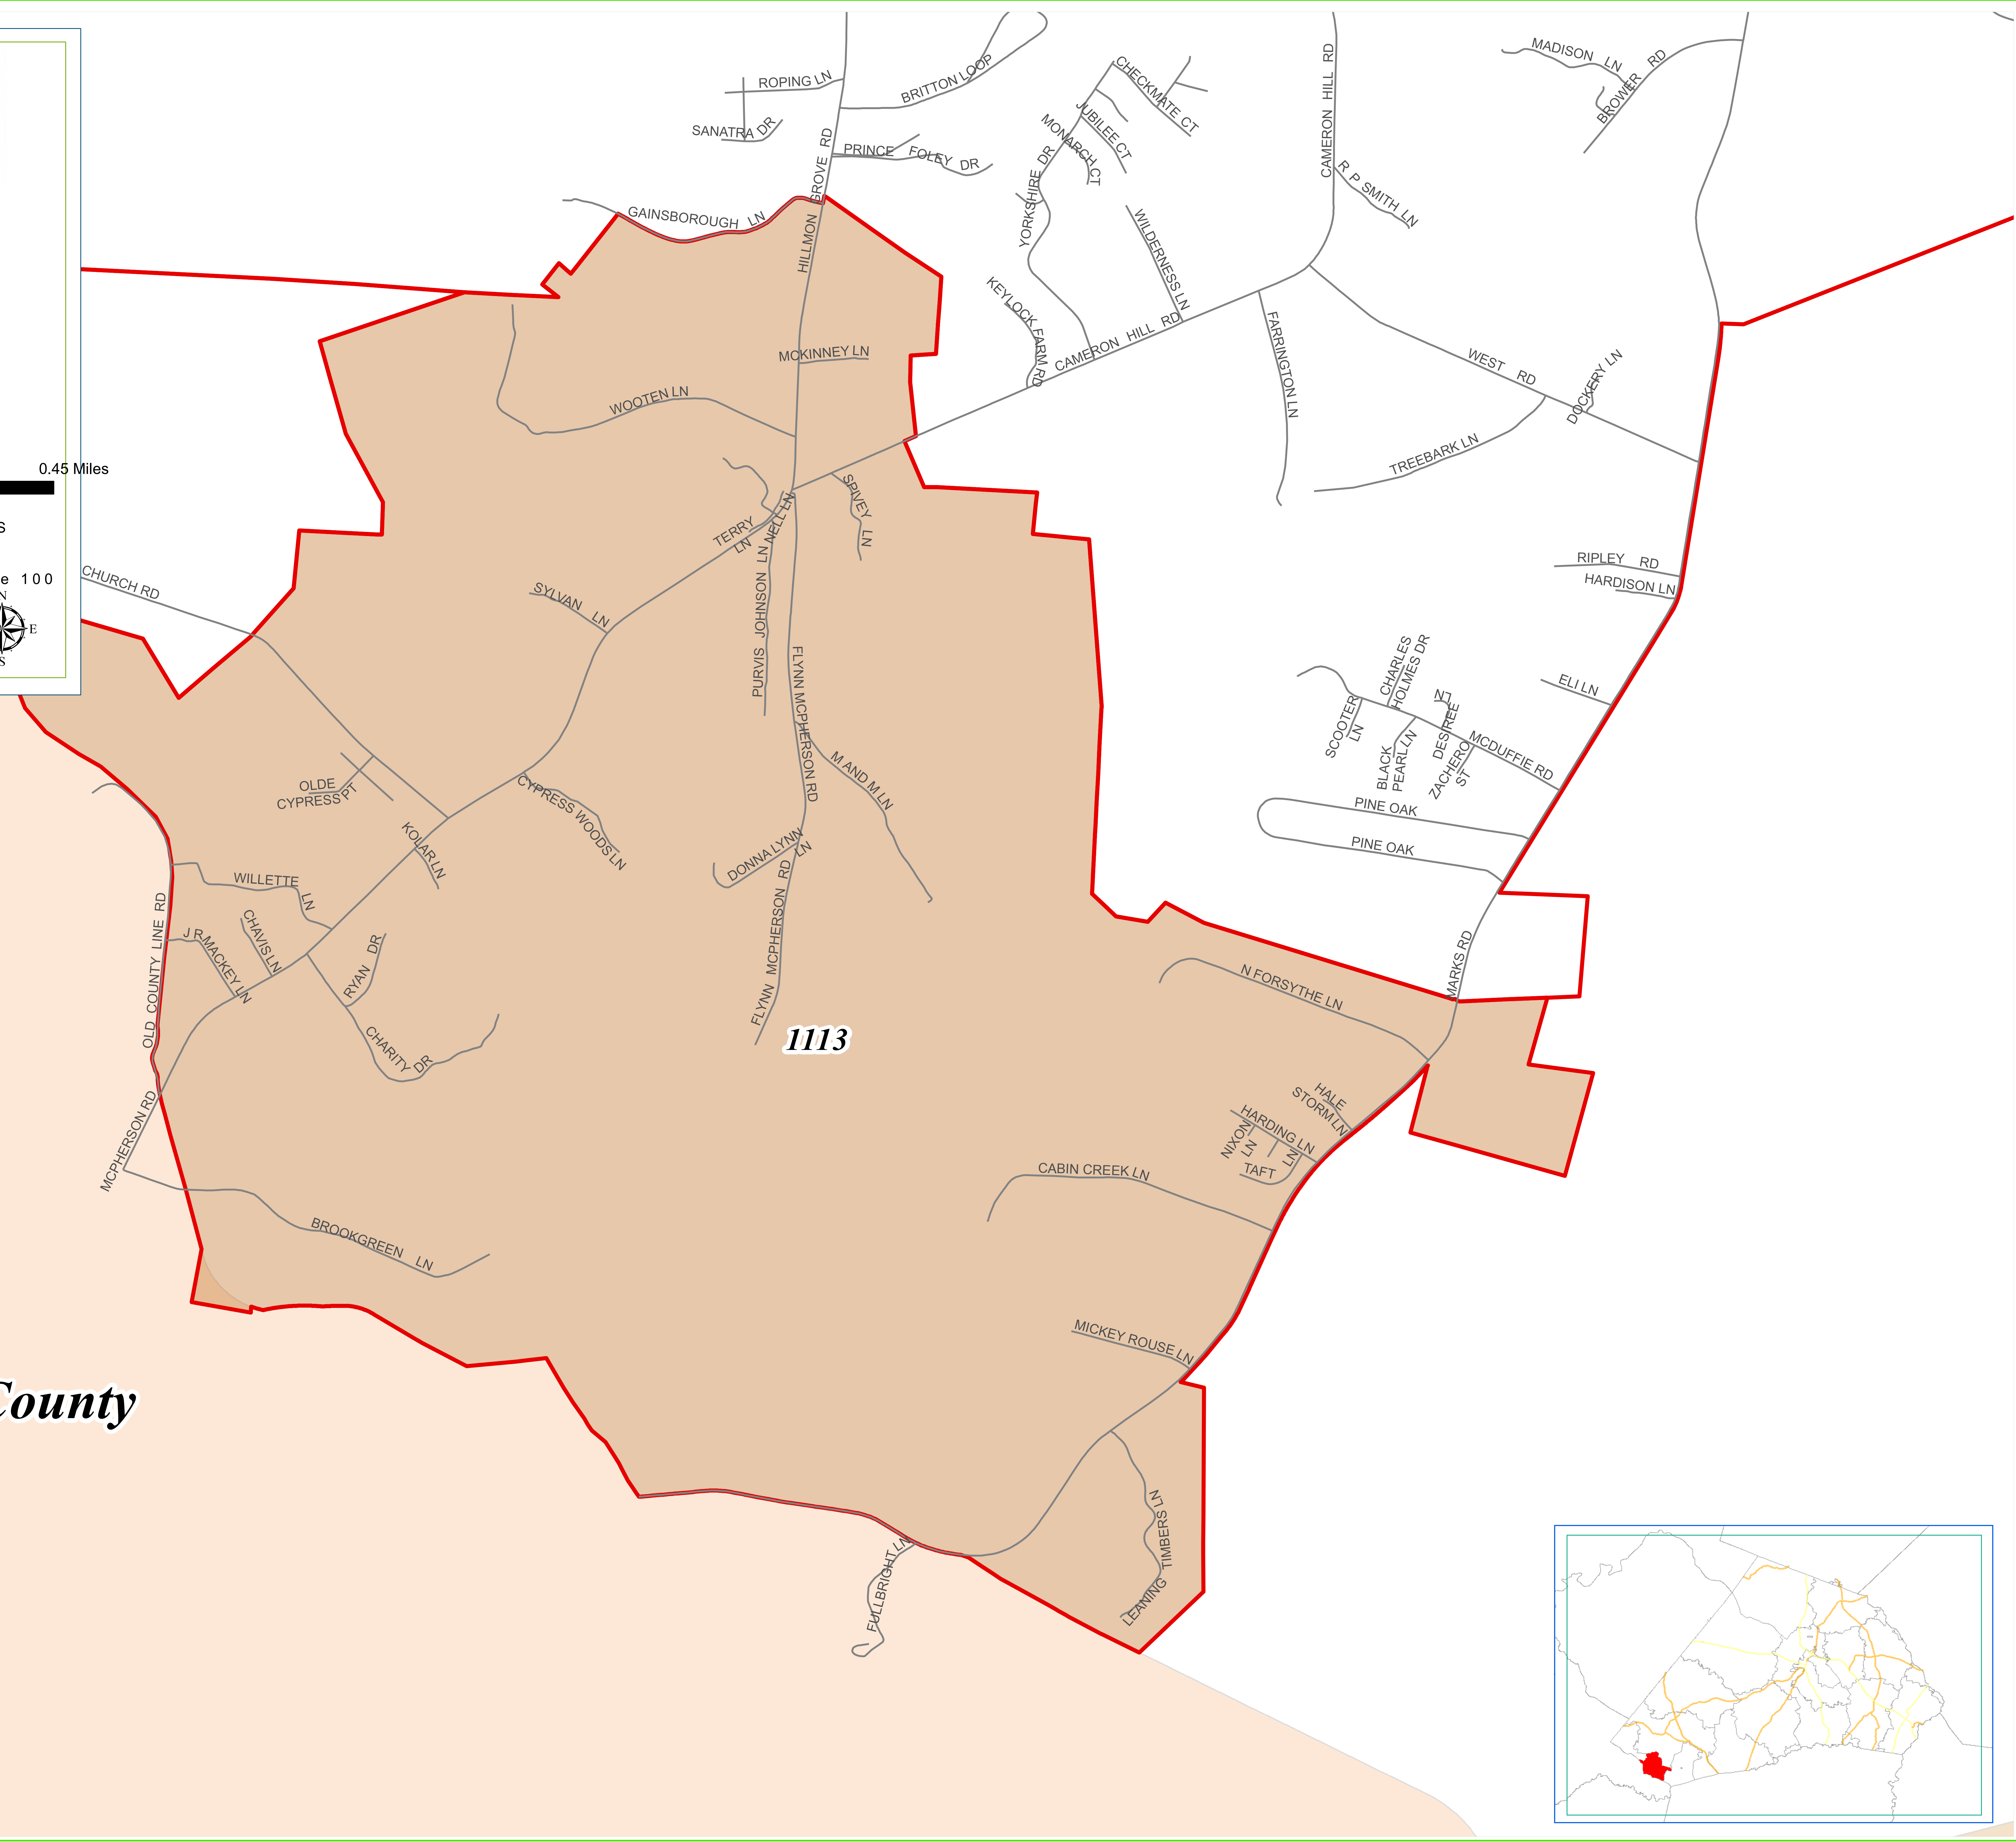 ROPING LN
BRITTON LOOP
SANATRA DR
PRINCE FOLEY DR
HILLMON GROVE RD
GAINSBOROUGH LN
CHECKMATE CT
JUBILEE CT
MONARCH CT
YORKSHIRE DR
CAMERON HILL RD
R P SMITH LN
MADISON LN
BROWER RD
WILDERNESS LN
KEYLOCK FARM RD
CAMERON HILL RD
FARRINGTON LN
WEST RD
DOCKERY LN
TREEBARK LN
MCKINNEY LN
WOOTEN LN
0.45 Miles
S
e 1 0 0
N
E
S
CHURCH RD
SPIVEY LN
TERRY LN
NELL LN
PURVIS JOHNSON LN
SYLVAN LN
RIPLEY RD
HARDISON LN
FLYNN MCPHERSON RD
M AND M LN
CHARLES
HOLMES DR
SCOOTER
LN
BLACK
PEARL LN
DESIREE
LN
ZACHERO
ST
MCDUFFIE RD
ELI LN
PINE OAK
PINE OAK
OLDE
CYPRESS PT
CYPRESS WOODS LN
KOLAR LN
DONNA LYNN
LN
WILLETTE LN
OLD COUNTY LINE RD
J R MACKEY LN
CHAVIS LN
RYAN DR
CHARITY DR
FLYNN MCPHERSON RD
1113
N FORSYTHE LN
MARKS RD
HALE
STORM LN
HARDING LN
NIXON
LN
TAFT LN
CABIN CREEK LN
MCPHERSON RD
BROOKGREEN LN
MICKEY ROUSE LN
County
LEANING TIMBERS LN
FULLBRIGHT LN